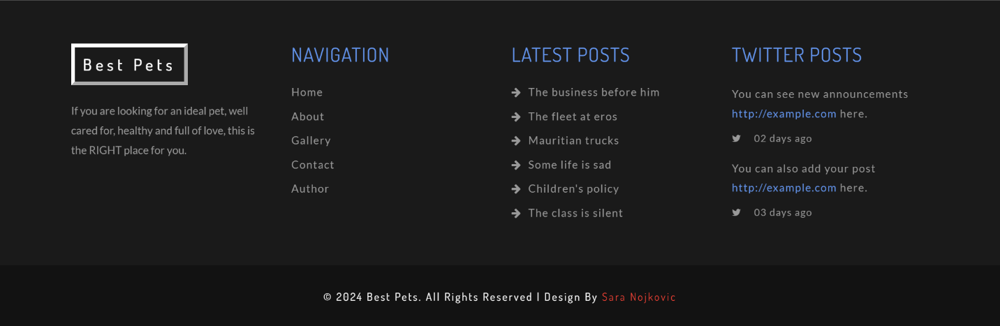 Best Pets
If you are looking for an ideal pet, well
cared for, healthy and full of love, this is
the RIGHT place for you.
NAVIGATION
Home
About
Gallery
Contact
Author
LATEST POSTS
The business before him
The fleet at eros
Mauritian trucks
Some life is sad
Children's policy
The class is silent
TWITTER POSTS
You can see new announcements
http://example.com here.
02 days ago
You can also add your post
http://example.com here.
03 days ago
© 2024 Best Pets. All Rights Reserved | Design By Sara Nojkovic